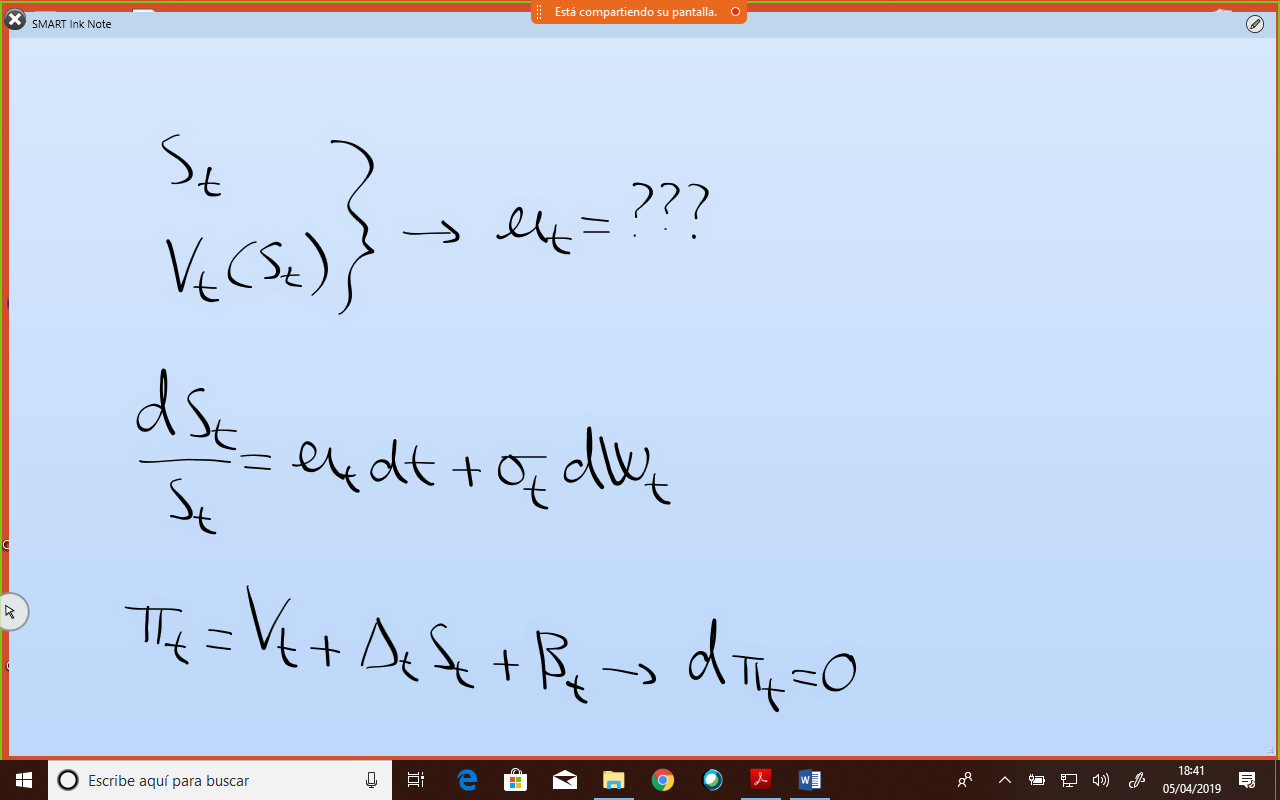 Está compartiendo su pantalla.
SMART Ink Note
S_t
V_t(S_t) } → μ_t = ???
dS_t / S_t = μ_t dt + σ_t dW_t
π_t = V_t + Δ_t S_t + B_t → dπ_t = 0
Escribe aquí para buscar
18:41
05/04/2019